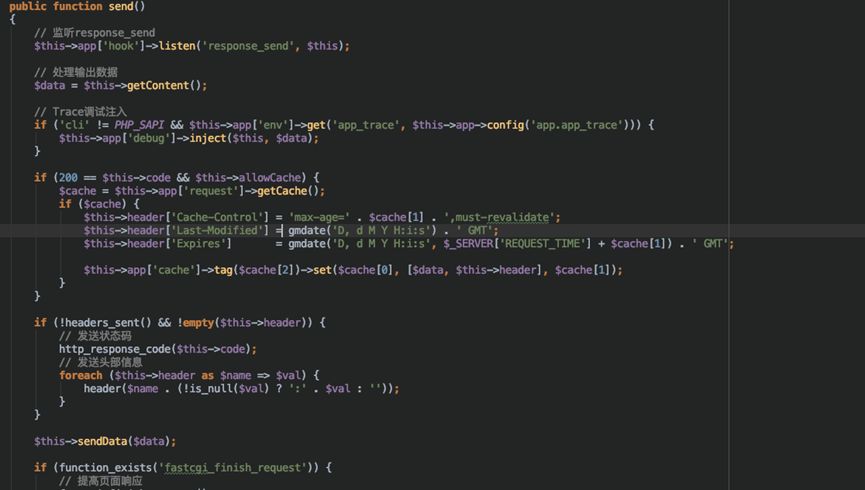 public function send()
{
    // 监听response_send
    $this->app['hook']->listen('response_send', $this);

    // 处理输出数据
    $data = $this->getContent();

    // Trace调试注入
    if ('cli' != PHP_SAPI && $this->app['env']->get('app_trace', $this->app->config('app.app_trace'))) {
        $this->app['debug']->inject($this, $data);
    }

    if (200 == $this->code && $this->allowCache) {
        $cache = $this->app['request']->getCache();
        if ($cache) {
            $this->header['Cache-Control'] = 'max-age=' . $cache[1] . ',must-revalidate';
            $this->header['Last-Modified'] = gmdate('D, d M Y H:i:s') . ' GMT';
            $this->header['Expires']       = gmdate('D, d M Y H:i:s', $_SERVER['REQUEST_TIME'] + $cache[1]) . ' GMT';

            $this->app['cache']->tag($cache[2])->set($cache[0], [$data, $this->header], $cache[1]);
        }
    }

    if (!headers_sent() && !empty($this->header)) {
        // 发送状态码
        http_response_code($this->code);
        // 发送头部信息
        foreach ($this->header as $name => $val) {
            header($name . (!is_null($val) ? ':' . $val : ''));
        }
    }

    $this->sendData($data);

    if (function_exists('fastcgi_finish_request')) {
        // 提高页面响应